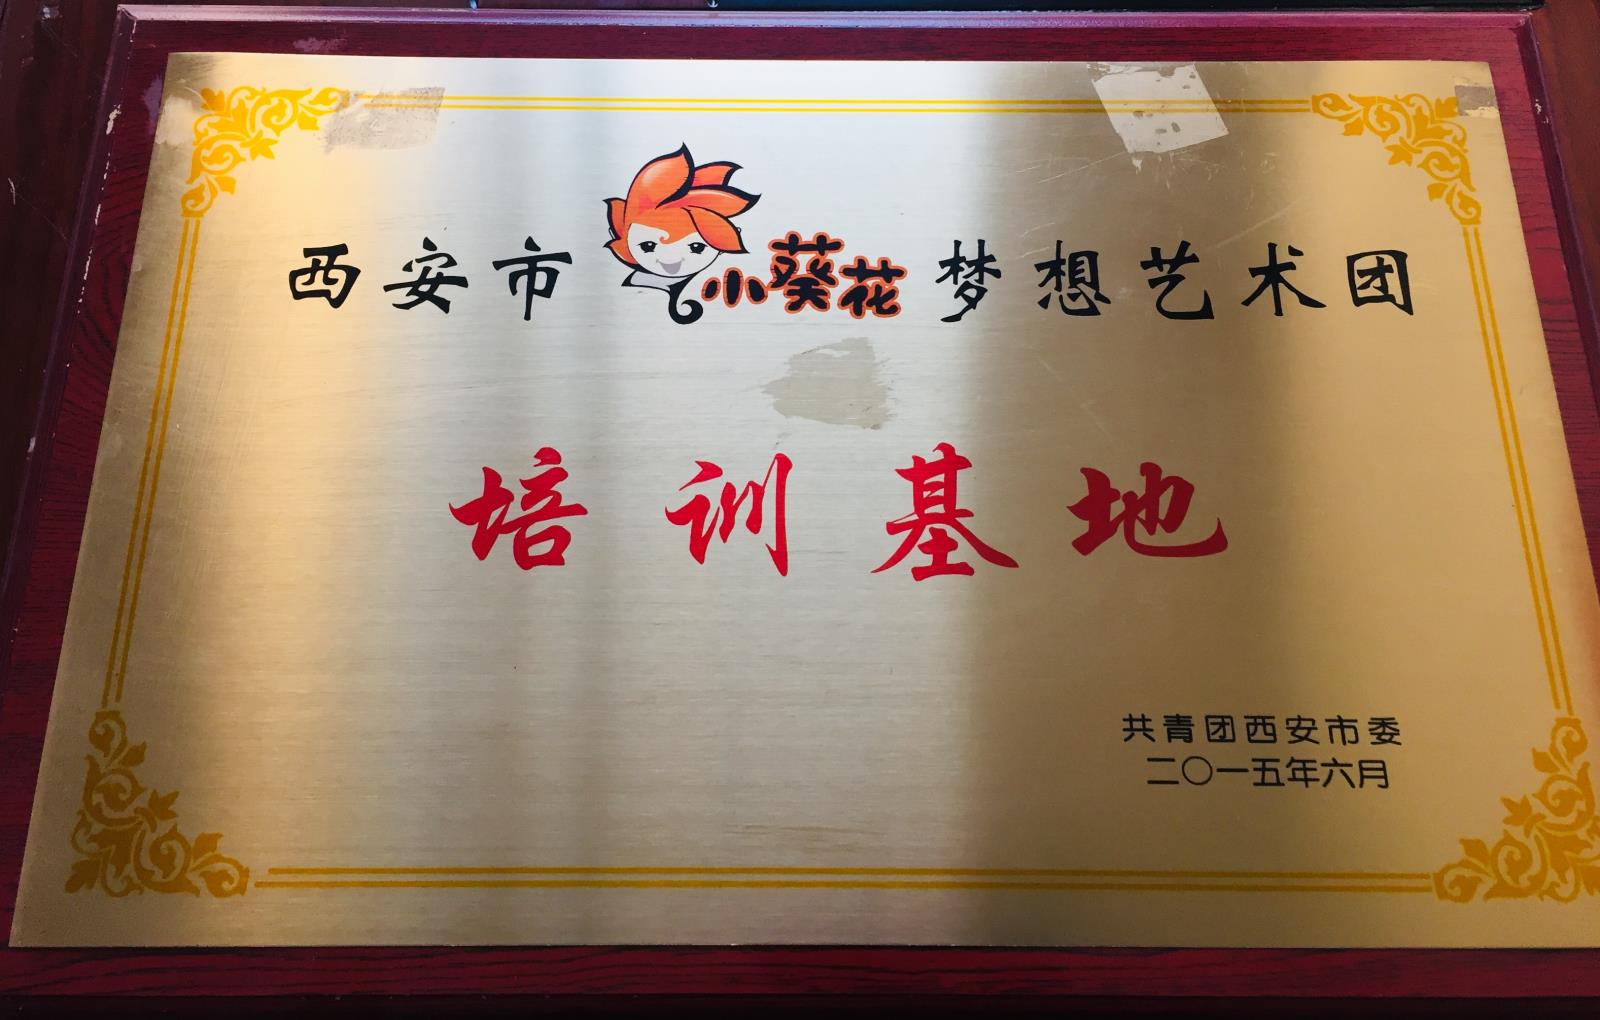 西安市小葵花梦想艺术团
培训基地
共青团西安市委
二〇一五年六月